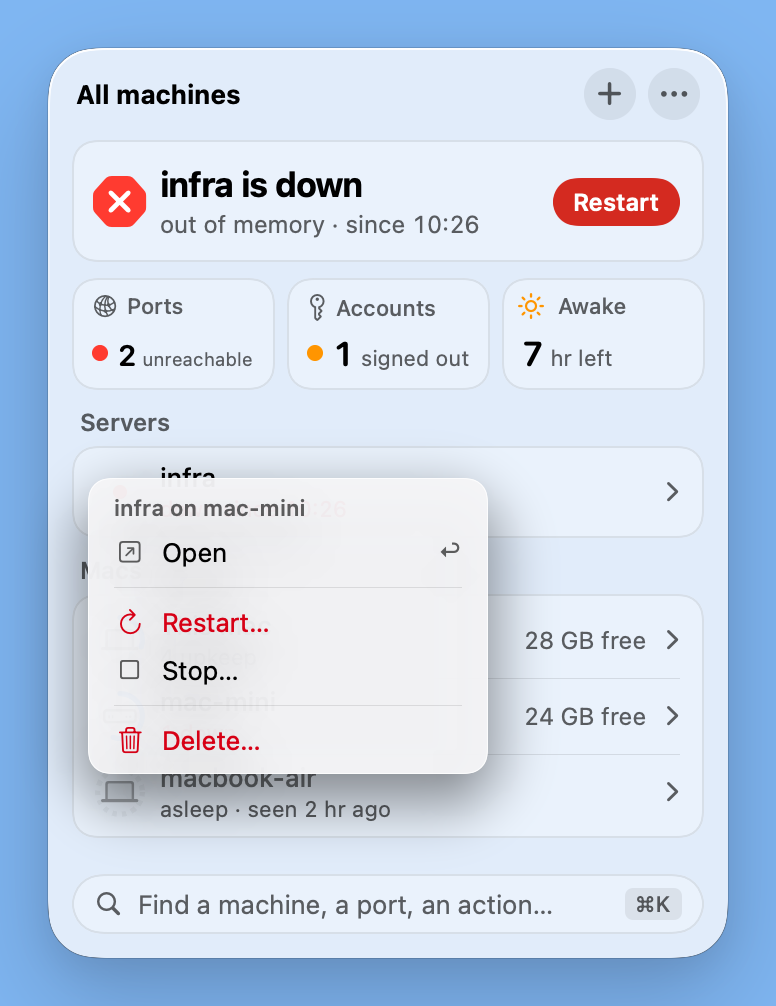 All machines
infra is down
out of memory · since 10:26
Restart
Ports
2 unreachable
Accounts
1 signed out
Awake
7 hr left
Servers
infra
infra on mac-mini
Open
Restart…
Stop…
Delete…
28 GB free
mac-mini
24 GB free
macbook-air
asleep · seen 2 hr ago
Find a machine, a port, an action…
⌘K